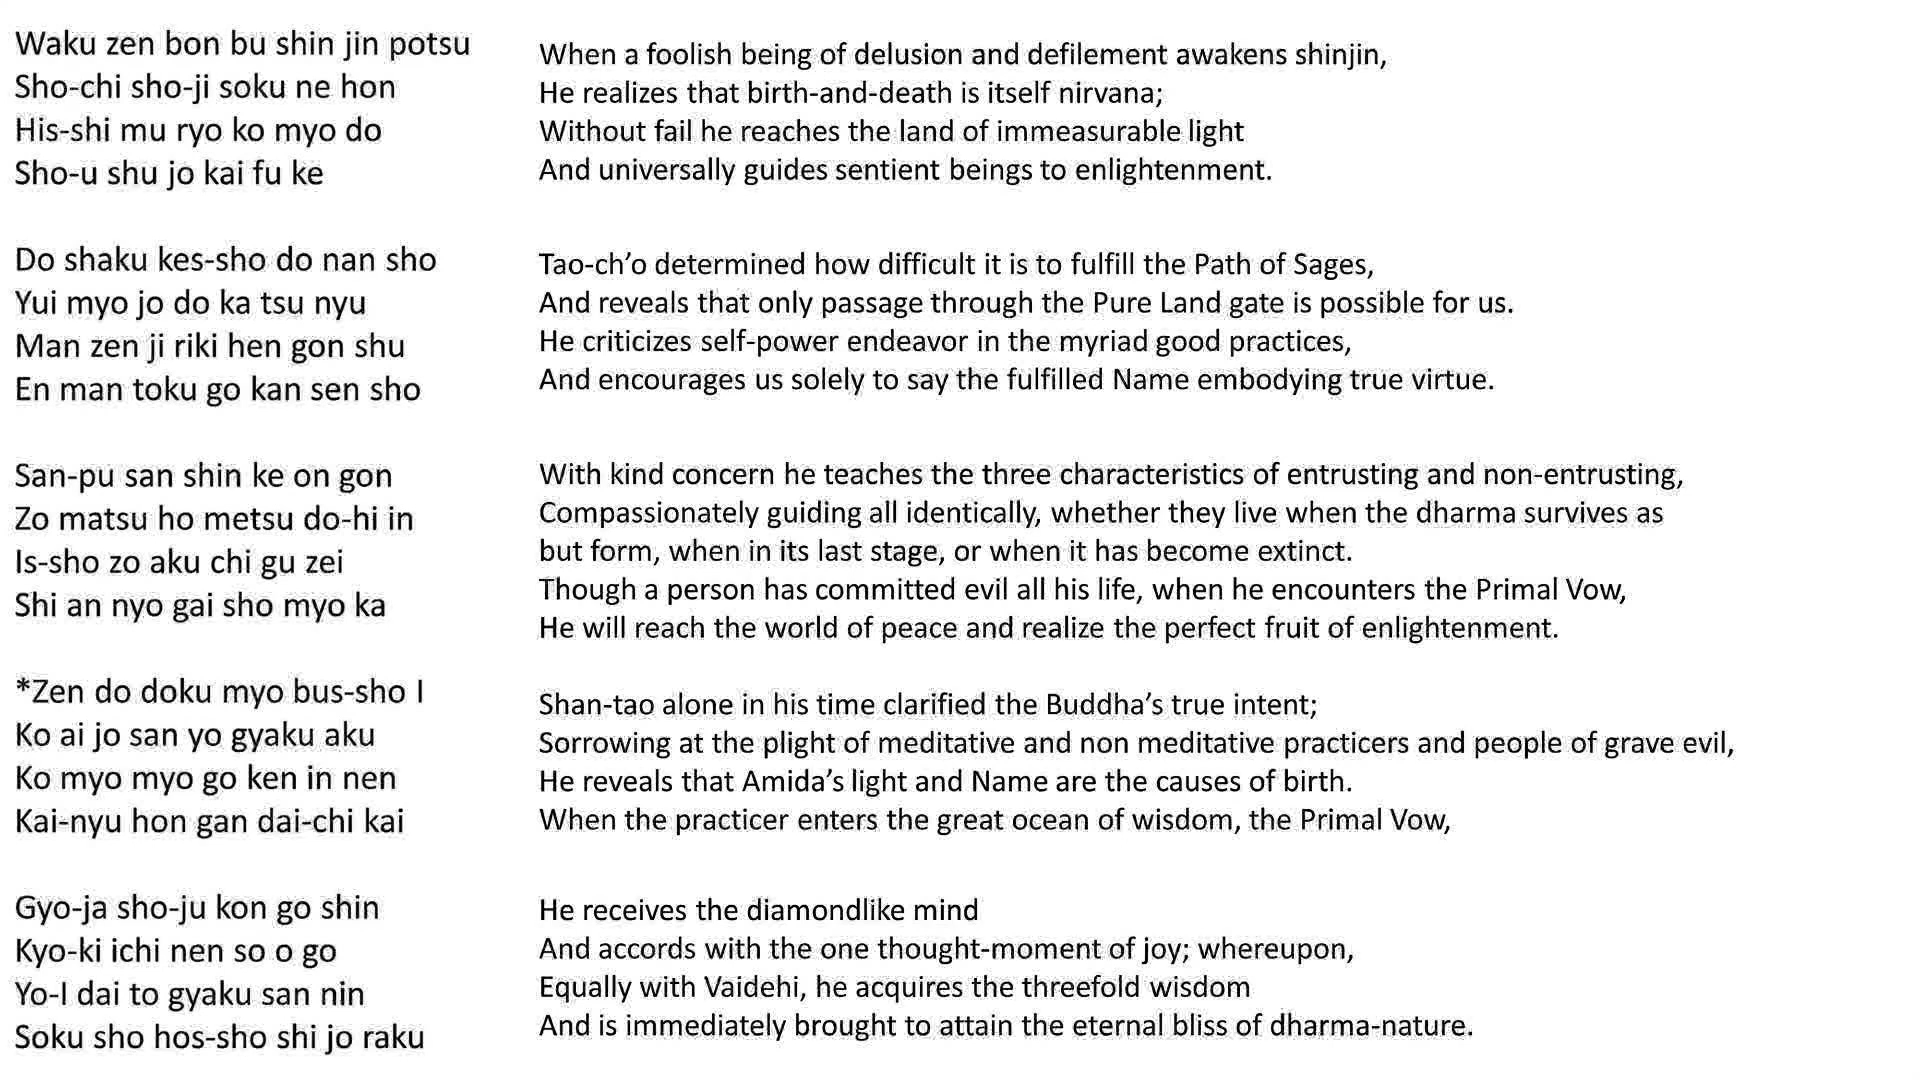 Waku zen bon bu shin jin potsu
Sho-chi sho-ji soku ne hon
His-shi mu ryo ko myo do
Sho-u shu jo kai fu ke
When a foolish being of delusion and defilement awakens shinjin,
He realizes that birth-and-death is itself nirvana;
Without fail he reaches the land of immeasurable light
And universally guides sentient beings to enlightenment.
Do shaku kes-sho do nan sho
Yui myo jo do ka tsu nyu
Man zen ji riki hen gon shu
En man toku go kan sen sho
Tao-ch’o determined how difficult it is to fulfill the Path of Sages,
And reveals that only passage through the Pure Land gate is possible for us.
He criticizes self-power endeavor in the myriad good practices,
And encourages us solely to say the fulfilled Name embodying true virtue.
San-pu san shin ke on gon
Zo matsu ho metsu do-hi in
Is-sho zo aku chi gu zei
Shi an nyo gai sho myo ka
With kind concern he teaches the three characteristics of entrusting and non-entrusting,
Compassionately guiding all identically, whether they live when the dharma survives as
but form, when in its last stage, or when it has become extinct.
Though a person has committed evil all his life, when he encounters the Primal Vow,
He will reach the world of peace and realize the perfect fruit of enlightenment.
*Zen do doku myo bus-sho I
Ko ai jo san yo gyaku aku
Ko myo myo go ken in nen
Kai-nyu hon gan dai-chi kai
Shan-tao alone in his time clarified the Buddha’s true intent;
Sorrowing at the plight of meditative and non meditative practicers and people of grave evil,
He reveals that Amida’s light and Name are the causes of birth.
When the practicer enters the great ocean of wisdom, the Primal Vow,
Gyo-ja sho-ju kon go shin
Kyo-ki ichi nen so o go
Yo-I dai to gyaku san nin
Soku sho hos-sho shi jo raku
He receives the diamondlike mind
And accords with the one thought-moment of joy; whereupon,
Equally with Vaidehi, he acquires the threefold wisdom
And is immediately brought to attain the eternal bliss of dharma-nature.